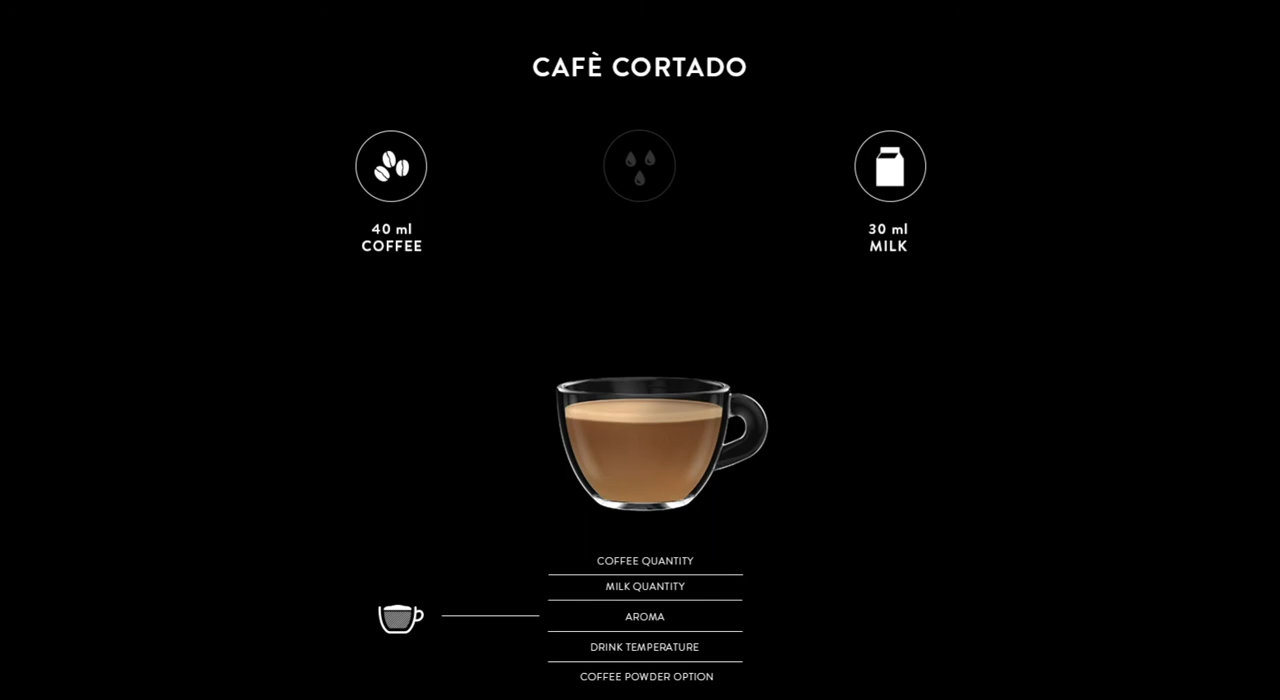 CAFÈ CORTADO
40 ml
COFFEE
30 ml
MILK
COFFEE QUANTITY
MILK QUANTITY
AROMA
DRINK TEMPERATURE
COFFEE POWDER OPTION